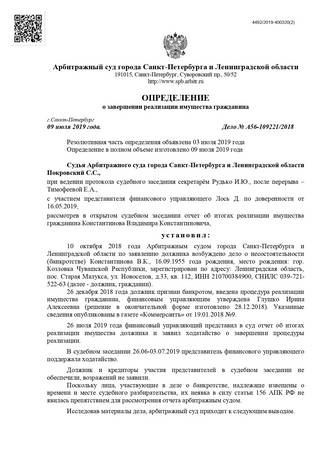 4492/2019-400320(2)
Арбитражный суд города Санкт-Петербурга и Ленинградской области
191015, Санкт-Петербург, Суворовский пр., 50/52
http://www.spb.arbitr.ru
ОПРЕДЕЛЕНИЕ
о завершении реализации имущества гражданина
г.Санкт-Петербург
09 июля 2019 года. Дело № А56-109221/2018
Резолютивная часть определения объявлена 03 июля 2019 года
Определение в полном объеме изготовлено 09 июля 2019 года
Судья Арбитражного суда города Санкт-Петербурга и Ленинградской области
Покровский С.С.,
при ведении протокола судебного заседания секретарём Рудько И.Ю., после перерыва –
Тимофеевой Е.А.,
с участием представителя финансового управляющего Лось Д. по доверенности от
16.05.2019,
рассмотрев в открытом судебном заседании отчет об итогах реализации имущества
гражданина Константинова Владимира Константиновича,
установил:
10 октября 2018 года Арбитражным судом города Санкт-Петербурга и
Ленинградской области по заявлению должника возбуждено дело о несостоятельности
(банкротстве) Константинова В.К., 16.09.1955 года рождения, место рождения: гор.
Козловка Чувашской Республики, зарегистрирован по адресу: Ленинградская область,
пос. Старая Малукса, ул. Новоселов, д.53, кв. 112, ИНН 210700384900, СНИЛС 039-721-
522-63 (далее - должник, гражданин).
26 декабря 2018 года должник признан банкротом, введена процедура реализации
имущества гражданина, финансовым управляющим утверждена Глушко Ирина
Алексеевна (решение в окончательной форме изготовлено 28.12.2018). Указанные
сведения опубликованы в газете «Коммерсантъ» от 19.01.2018 №9.
26 июля 2019 года финансовый управляющий представил в суд отчет об итогах
реализации имущества должника и заявил ходатайство о завершении процедуры
реализации.
В судебном заседании 26.06-03.07.2019 представитель финансового управляющего
поддержала ходатайство.
Должник и кредиторы участия представителей в судебном заседании не
обеспечили, возражений не заявили.
Поскольку лица, участвующие в деле о банкротстве, надлежаще извещены о
времени и месте судебного разбирательства, их неявка в силу статьи 156 АПК РФ не
явилась препятствием для рассмотрения отчета арбитражным судом.
Исследовав материалы дела, арбитражный суд приходит к следующим выводам.